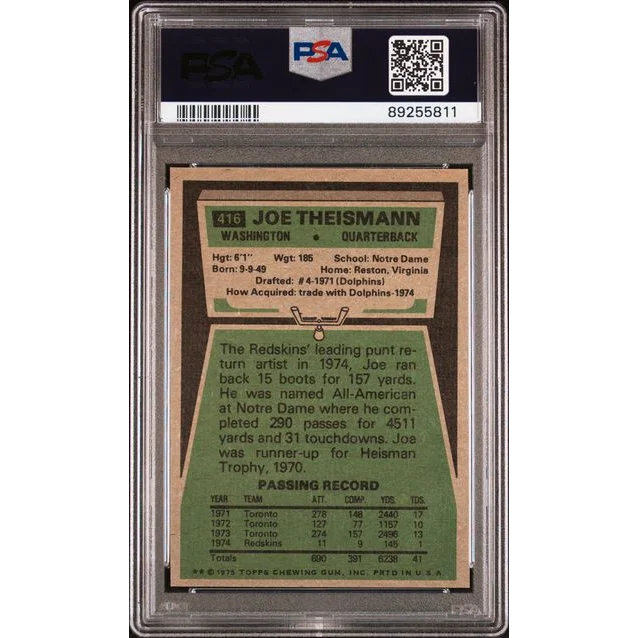 PSA
PSA
89255811
416 JOE THEISMANN
WASHINGTON • QUARTERBACK
Hgt: 6'1" Wgt: 185 School: Notre Dame
Born: 9-9-49 Home: Reston, Virginia
Drafted: #4-1971 (Dolphins)
How Acquired: trade with Dolphins-1974
The Redskins' leading punt re-
turn artist in 1974, Joe ran
back 15 boots for 157 yards.
He was named All-American
at Notre Dame where he com-
pleted 290 passes for 4511
yards and 31 touchdowns. Joe
was runner-up for Heisman
Trophy, 1970.
PASSING RECORD
YEAR TEAM ATT. COMP. YDS. TDS.
1971 Toronto 278 148 2440 17
1972 Toronto 127 77 1157 10
1973 Toronto 274 157 2496 13
1974 Redskins 11 9 145 1
Totals 690 391 6238 41
★★ © 1975 TOPPS CHEWING GUM, INC. PRTD IN U.S.A.
PSA